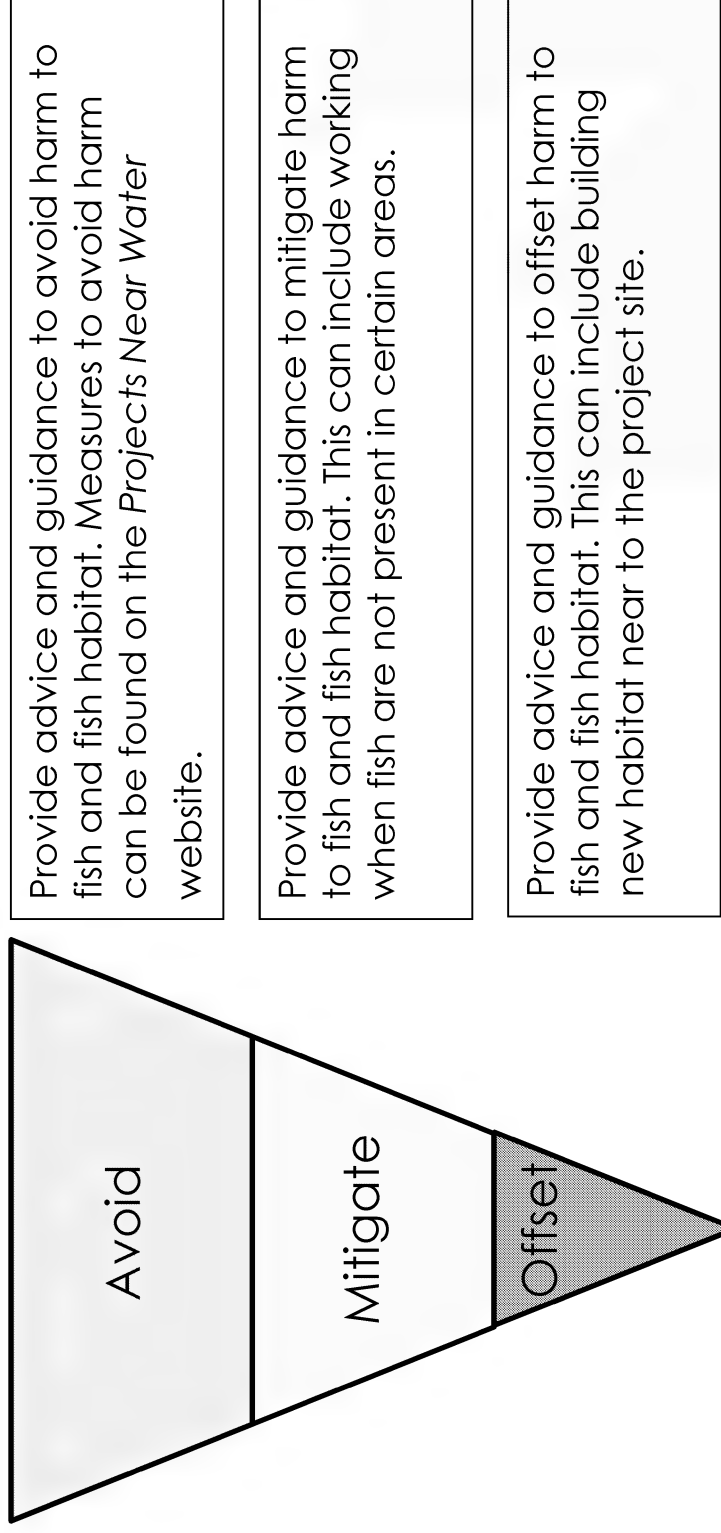 Avoid
Provide advice and guidance to avoid harm to
fish and fish habitat. Measures to avoid harm
can be found on the Projects Near Water
website.
Mitigate
Provide advice and guidance to mitigate harm
to fish and fish habitat. This can include working
when fish are not present in certain areas.
Offset
Provide advice and guidance to offset harm to
fish and fish habitat. This can include building
new habitat near to the project site.